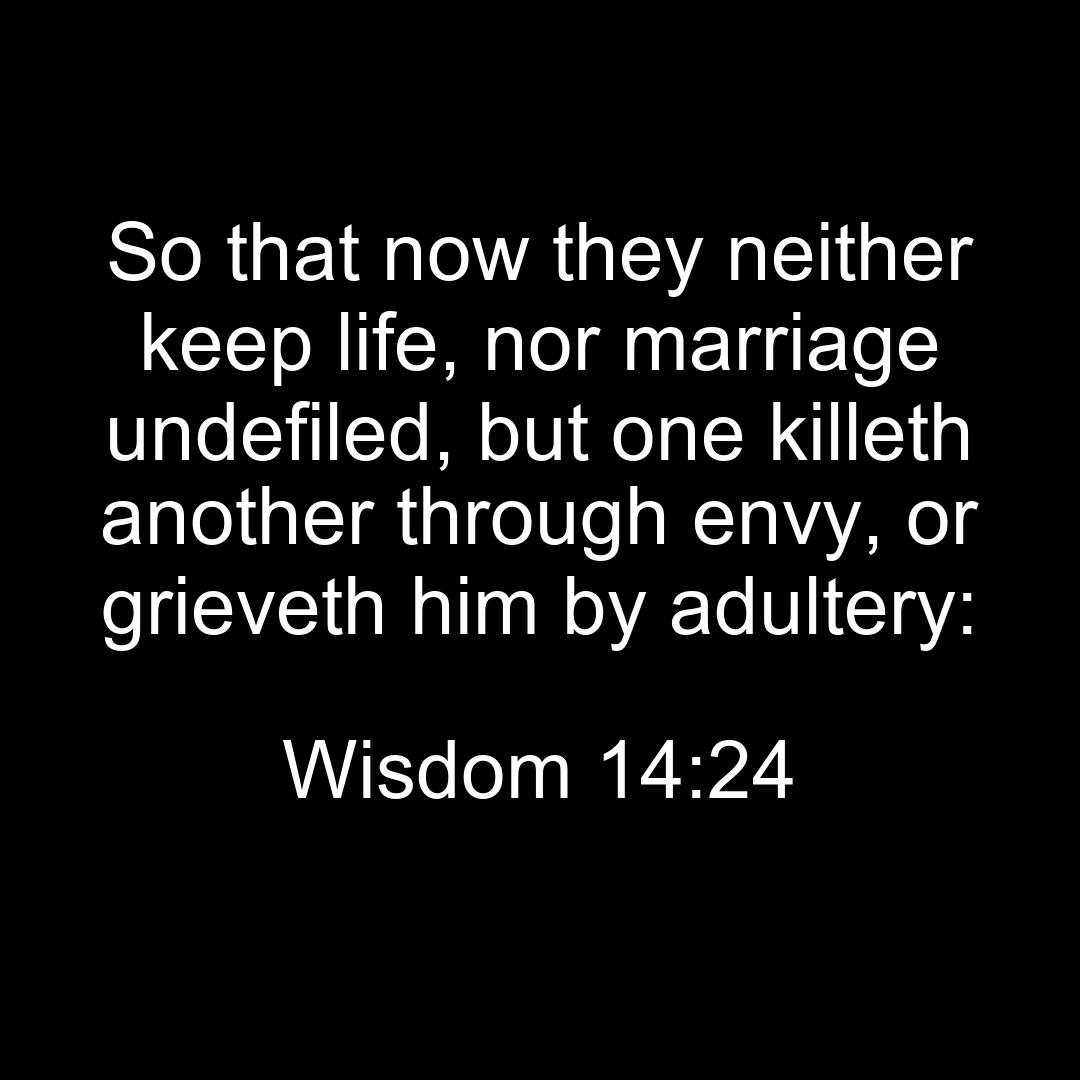 So that now they neither
keep life, nor marriage
undefiled, but one killeth
another through envy, or
grieveth him by adultery:
Wisdom 14:24